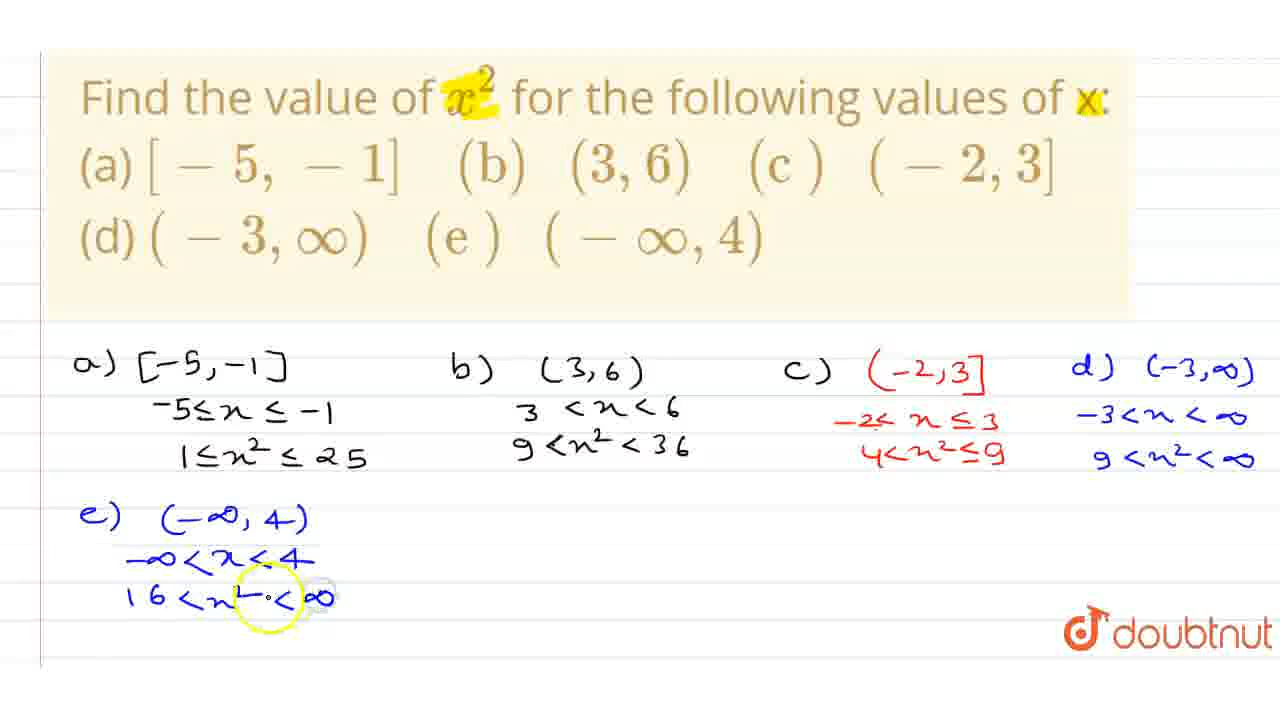 Find the value of x² for the following values of x:
(a) [ − 5, − 1] (b) (3, 6) (c ) ( − 2, 3]
(d) ( − 3, ∞) (e ) ( − ∞, 4)
a) [-5, -1] b) (3, 6) c) (-2, 3] d) (-3, ∞)
-5 ≤ x ≤ -1 3 < x < 6 -2 < x ≤ 3 -3 < x < ∞
1 ≤ x² ≤ 25 9 < x² < 36 4 < x² ≤ 9 9 < x² < ∞
e) (-∞, 4)
-∞ < x < 4
16 < x² < ∞
doubtnut